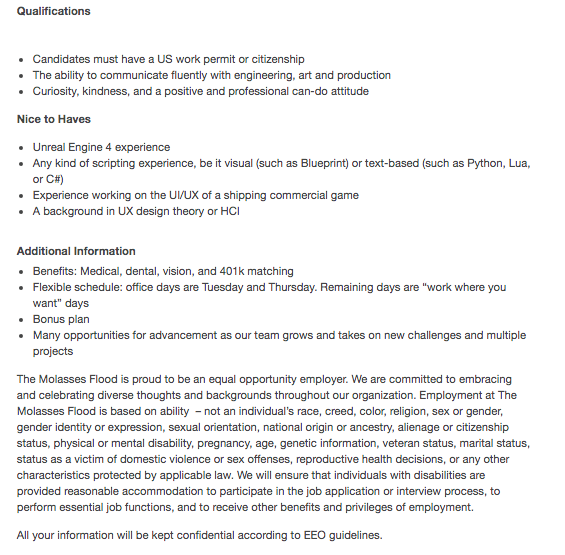 Qualifications
• Candidates must have a US work permit or citizenship
• The ability to communicate fluently with engineering, art and production
• Curiosity, kindness, and a positive and professional can-do attitude
Nice to Haves
• Unreal Engine 4 experience
• Any kind of scripting experience, be it visual (such as Blueprint) or text-based (such as Python, Lua,
or C#)
• Experience working on the UI/UX of a shipping commercial game
• A background in UX design theory or HCI
Additional Information
• Benefits: Medical, dental, vision, and 401k matching
• Flexible schedule: office days are Tuesday and Thursday. Remaining days are “work where you
want” days
• Bonus plan
• Many opportunities for advancement as our team grows and takes on new challenges and multiple
projects
The Molasses Flood is proud to be an equal opportunity employer. We are committed to embracing
and celebrating diverse thoughts and backgrounds throughout our organization. Employment at The
Molasses Flood is based on ability – not an individual’s race, creed, color, religion, sex or gender,
gender identity or expression, sexual orientation, national origin or ancestry, alienage or citizenship
status, physical or mental disability, pregnancy, age, genetic information, veteran status, marital status,
status as a victim of domestic violence or sex offenses, reproductive health decisions, or any other
characteristics protected by applicable law. We will ensure that individuals with disabilities are
provided reasonable accommodation to participate in the job application or interview process, to
perform essential job functions, and to receive other benefits and privileges of employment.
All your information will be kept confidential according to EEO guidelines.